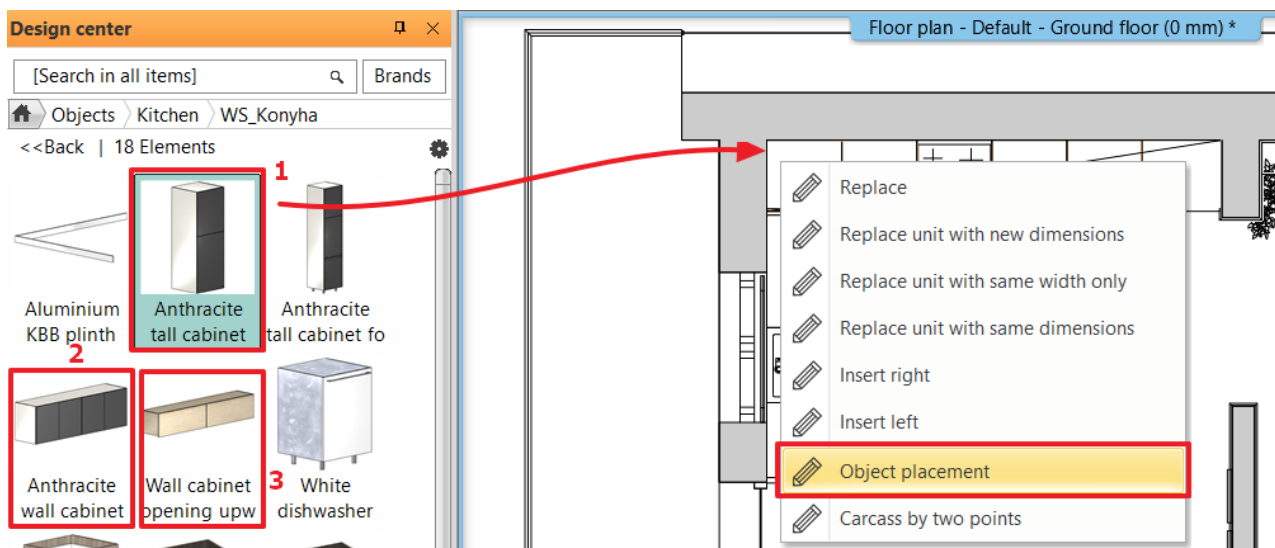 Design center
[Search in all items]
Brands
Objects
Kitchen
WS_Konyha
<<Back | 18 Elements
1
Aluminium
KBB plinth
Anthracite
tall cabinet
Anthracite
tall cabinet fo
2
Anthracite
wall cabinet
Wall cabinet
opening upw
3
White
dishwasher
Floor plan - Default - Ground floor (0 mm) *
Replace
Replace unit with new dimensions
Replace unit with same width only
Replace unit with same dimensions
Insert right
Insert left
Object placement
Carcass by two points